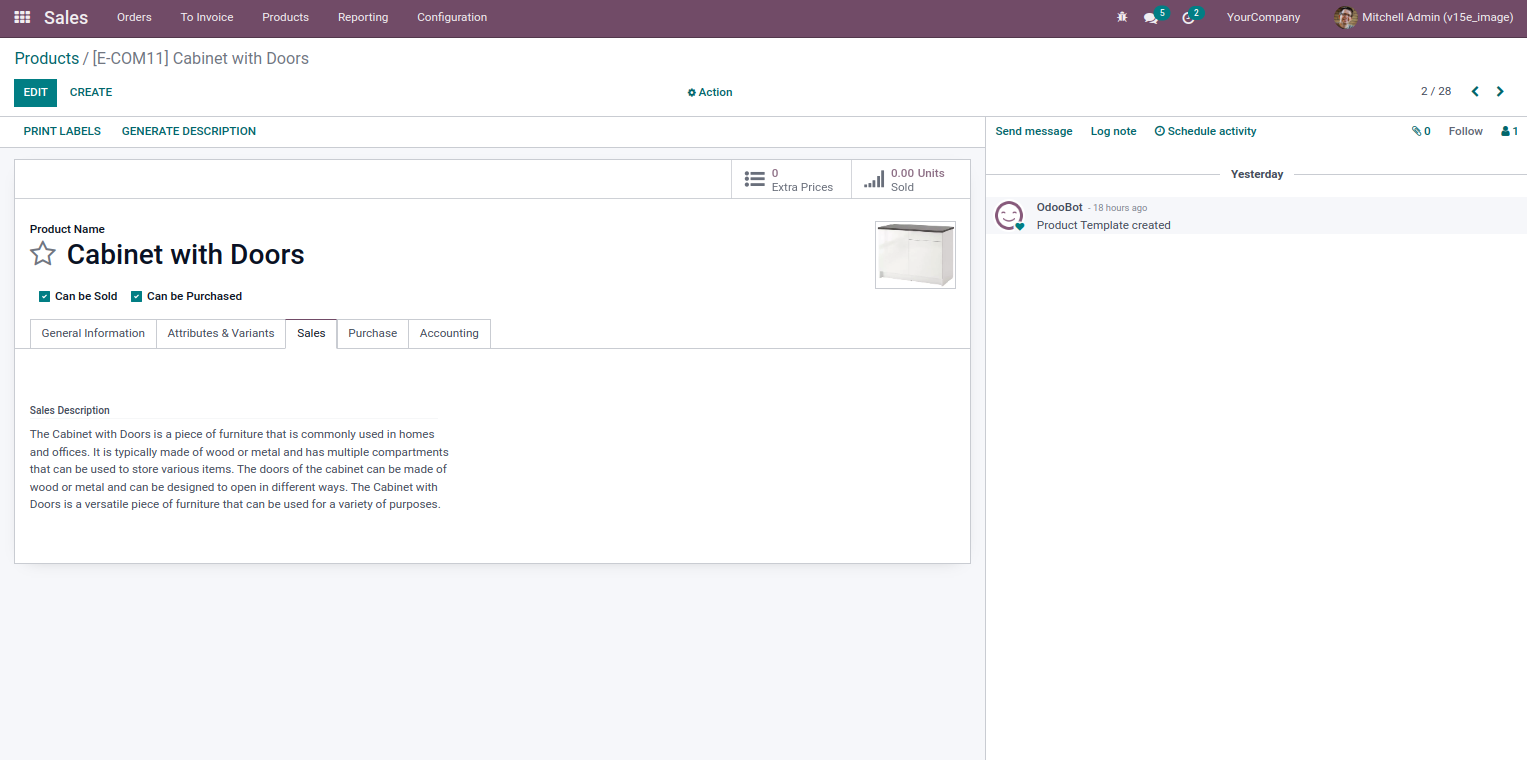 Sales Orders To Invoice Products Reporting Configuration 5 2 YourCompany Mitchell Admin (v15e_image)
Products / [E-COM11] Cabinet with Doors
EDIT CREATE Action 2 / 28
PRINT LABELS GENERATE DESCRIPTION
Send message Log note Schedule activity 0 Follow 1
0
Extra Prices
0.00 Units
Sold
Product Name
Cabinet with Doors
Can be Sold Can be Purchased
General Information Attributes & Variants Sales Purchase Accounting
Sales Description
The Cabinet with Doors is a piece of furniture that is commonly used in homes
and offices. It is typically made of wood or metal and has multiple compartments
that can be used to store various items. The doors of the cabinet can be made of
wood or metal and can be designed to open in different ways. The Cabinet with
Doors is a versatile piece of furniture that can be used for a variety of purposes.
Yesterday
OdooBot - 18 hours ago
Product Template created